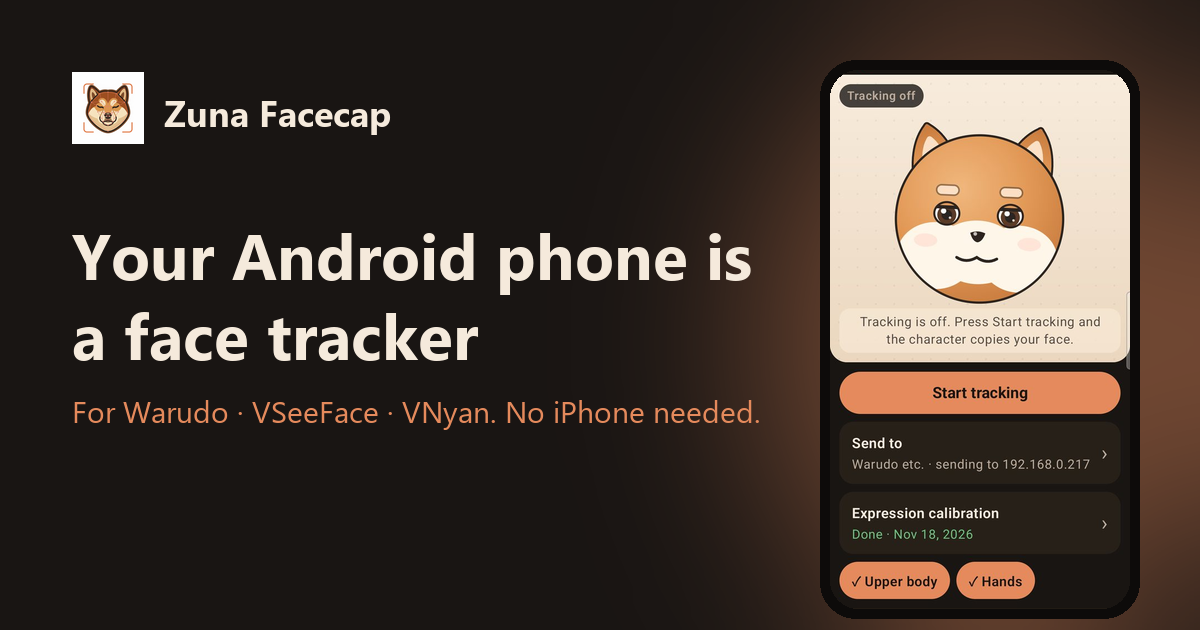 Zuna Facecap
Your Android phone is
a face tracker
For Warudo · VSeeFace · VNyan. No iPhone needed.
Tracking off
Tracking is off. Press Start tracking and
the character copies your face.
Start tracking
Send to
Warudo etc. · sending to 192.168.0.217
Expression calibration
Done · Nov 18, 2026
✓ Upper body
✓ Hands